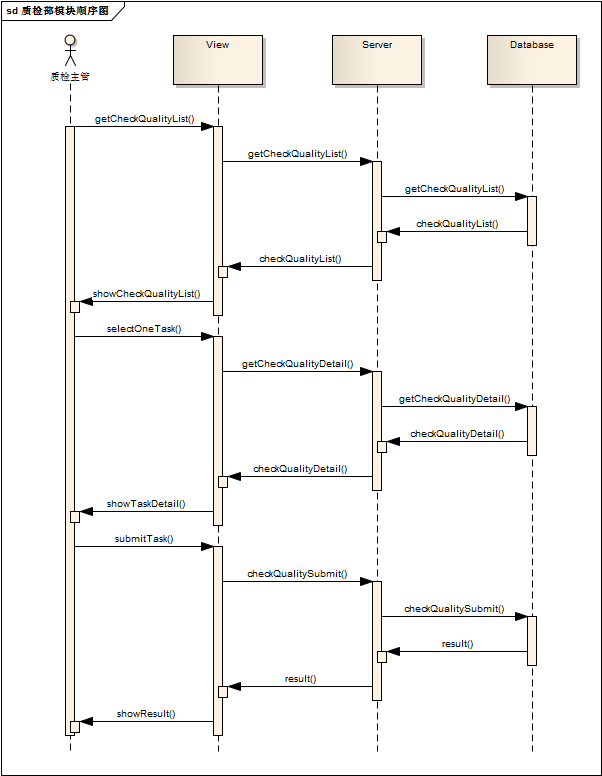 sd 质检部模块顺序图
View
Server
Database
质检主管
getCheckQualityList()
getCheckQualityList()
getCheckQualityList()
checkQualityList()
checkQualityList()
showCheckQualityList()
selectOneTask()
getCheckQualityDetail()
getCheckQualityDetail()
checkQualityDetail()
checkQualityDetail()
showTaskDetail()
submitTask()
checkQualitySubmit()
checkQualitySubmit()
result()
result()
showResult()